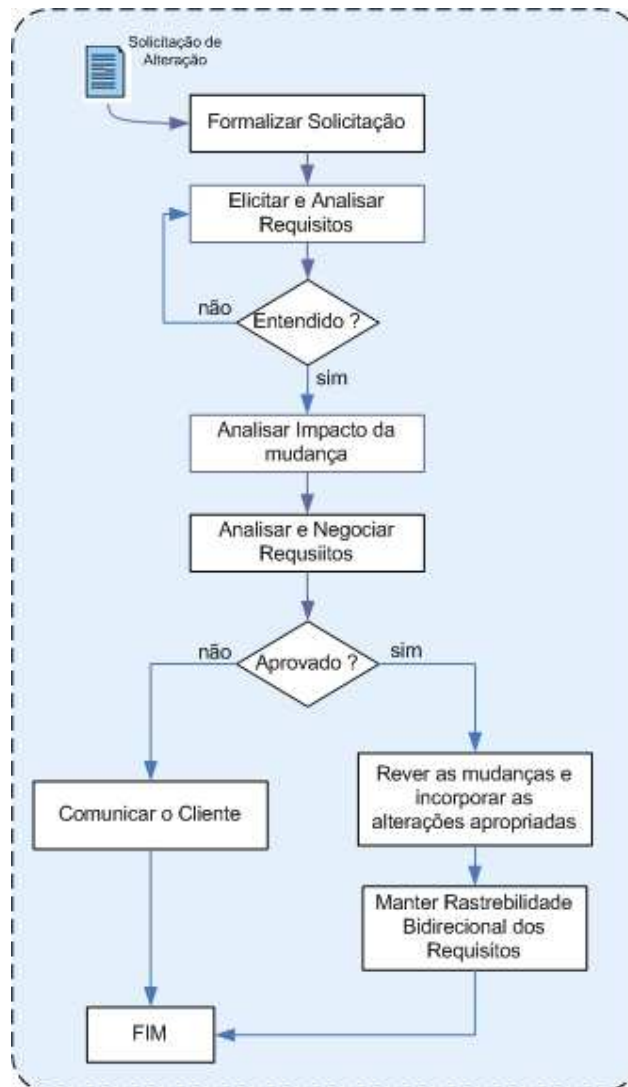 Solicitação de
Alteração
Formalizar Solicitação
Elicitar e Analisar
Requisitos
não
Entendido ?
sim
Analisar Impacto da
mudança
Analisar e Negociar
Requsiitos
não
Aprovado ?
sim
Comunicar o Cliente
Rever as mudanças e
incorporar as
alterações apropriadas
Manter Rastrebilidade
Bidirecional dos
Requisitos
FIM